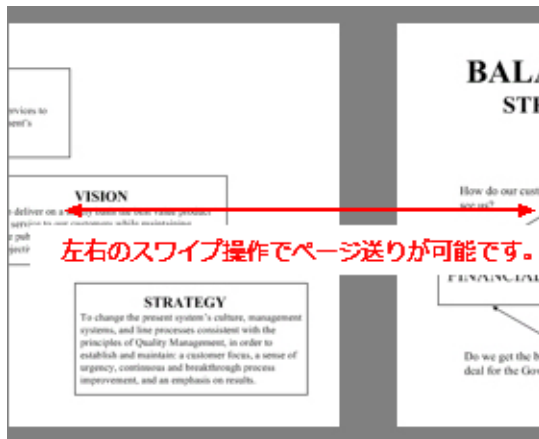 services to
VISION
deliver on a
左右のスワイプ操作でページ送りが可能です。
STRATEGY
To change the present system's culture, management
systems, and line processes consistent with the
principles of Quality Management, in order to
establish and maintain: a customer focus, a sense of
urgency, continuous and breakthrough process
improvement, and an emphasis on results.
BALA
STR
How do our cust
see us?
FINANCIAL
Do we get the b
deal for the Gov